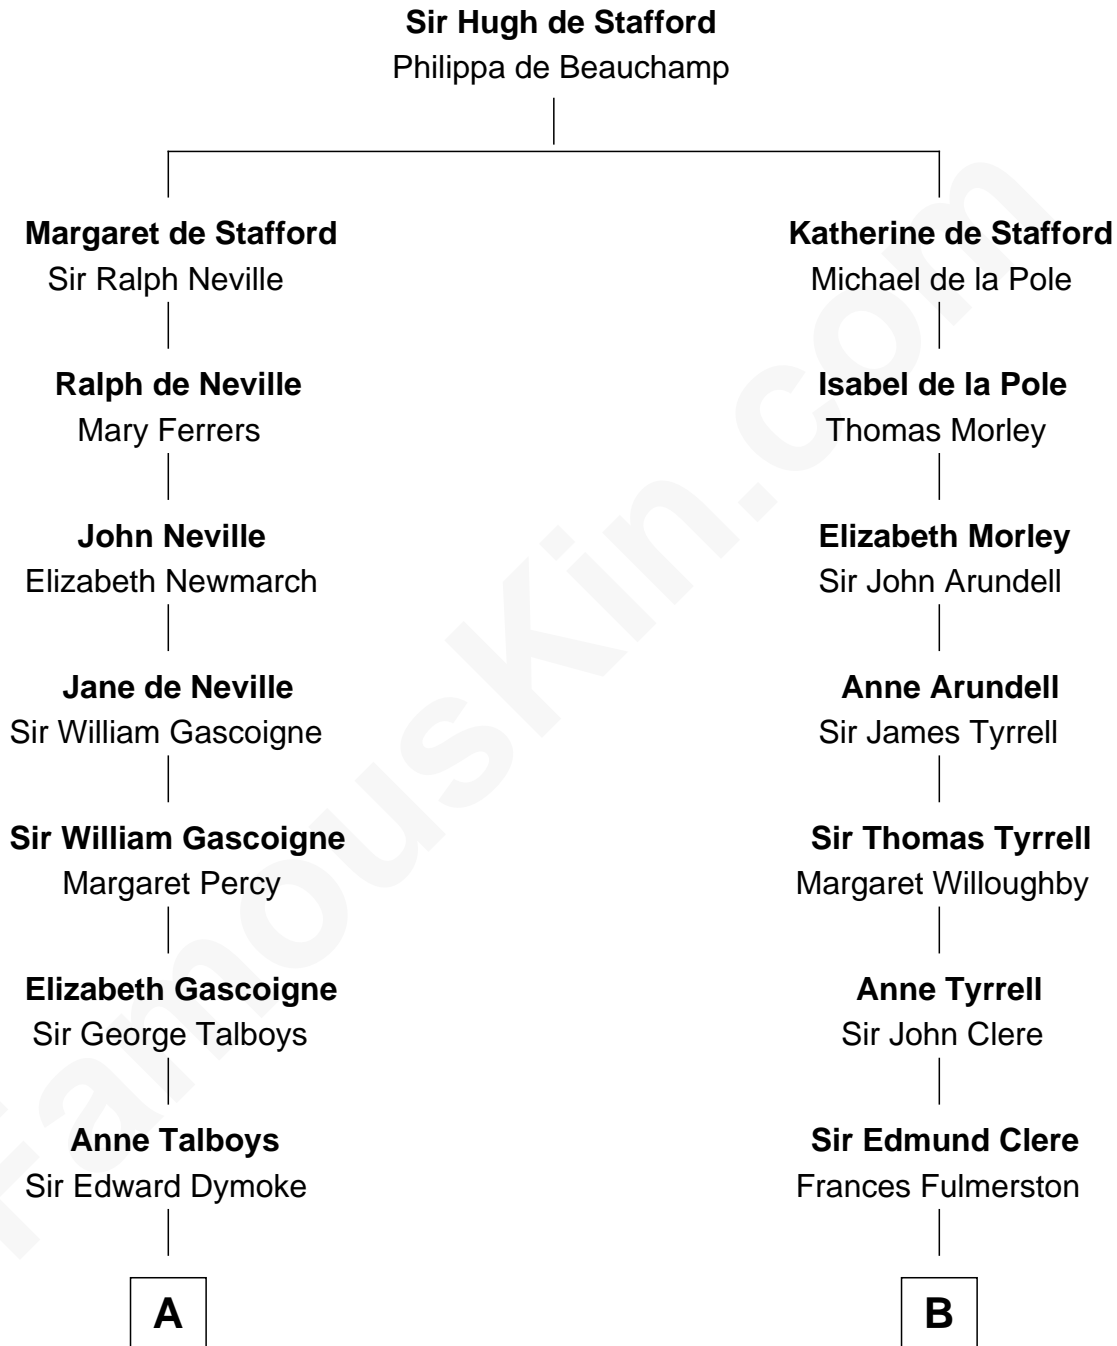 Sir Hugh de Stafford
Philippa de Beauchamp
Margaret de Stafford
Sir Ralph Neville
Katherine de Stafford
Michael de la Pole
Ralph de Neville
Mary Ferrers
Isabel de la Pole
Thomas Morley
John Neville
Elizabeth Newmarch
Elizabeth Morley
Sir John Arundell
Jane de Neville
Sir William Gascoigne
Anne Arundell
Sir James Tyrrell
Sir William Gascoigne
Margaret Percy
Sir Thomas Tyrrell
Margaret Willoughby
Elizabeth Gascoigne
Sir George Talboys
Anne Tyrrell
Sir John Clere
Anne Talboys
Sir Edward Dymoke
Sir Edmund Clere
Frances Fulmerston
A
B
FamousKin.com